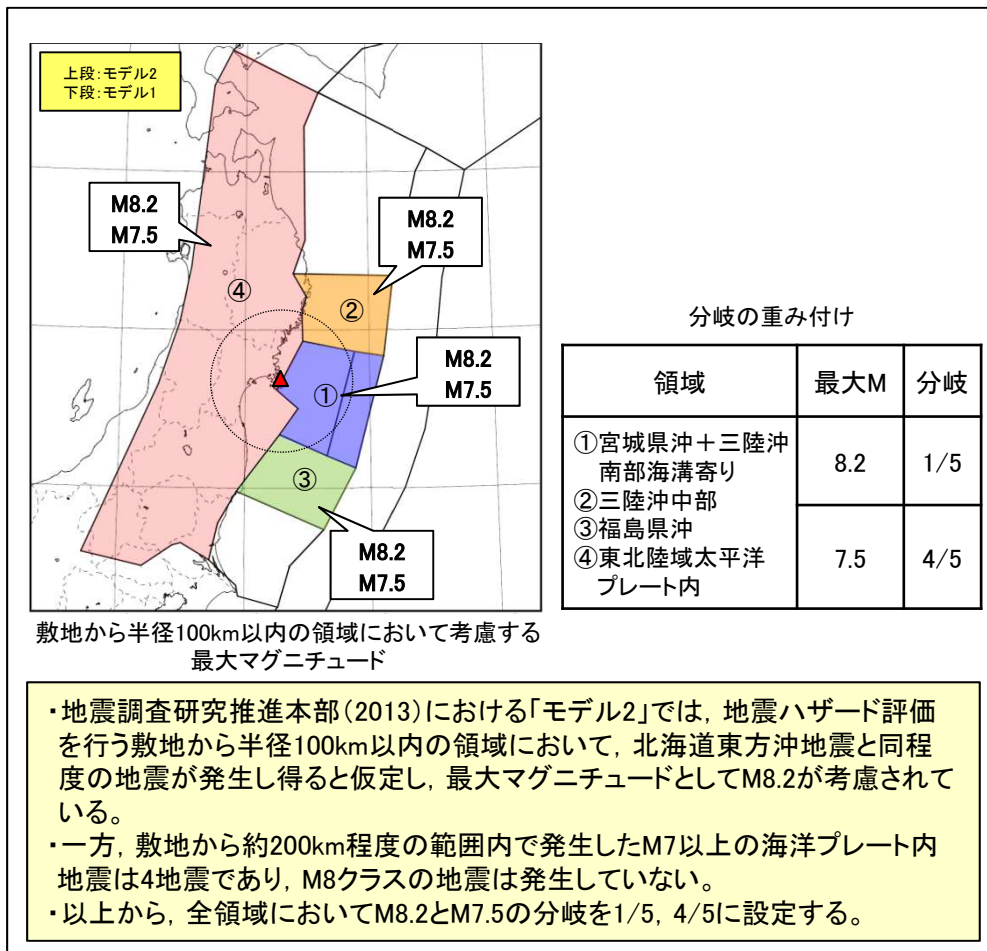 上段:モデル2
下段:モデル1
M8.2
M7.5
M8.2
M7.5
④
②
①
M8.2
M7.5
③
M8.2
M7.5
敷地から半径100km以内の領域において考慮する
最大マグニチュード
分岐の重み付け
領域 最大M 分岐
①宮城県沖+三陸沖
南部海溝寄り
②三陸沖中部
③福島県沖
④東北陸域太平洋
プレート内
8.2 1/5
7.5 4/5
・地震調査研究推進本部(2013)における「モデル2」では,地震ハザード評価
を行う敷地から半径100km以内の領域において,北海道東方沖地震と同程
度の地震が発生し得ると仮定し,最大マグニチュードとしてM8.2が考慮されて
いる。
・一方,敷地から約200km程度の範囲内で発生したM7以上の海洋プレート内
地震は4地震であり,M8クラスの地震は発生していない。
・以上から,全領域においてM8.2とM7.5の分岐を1/5,4/5に設定する。